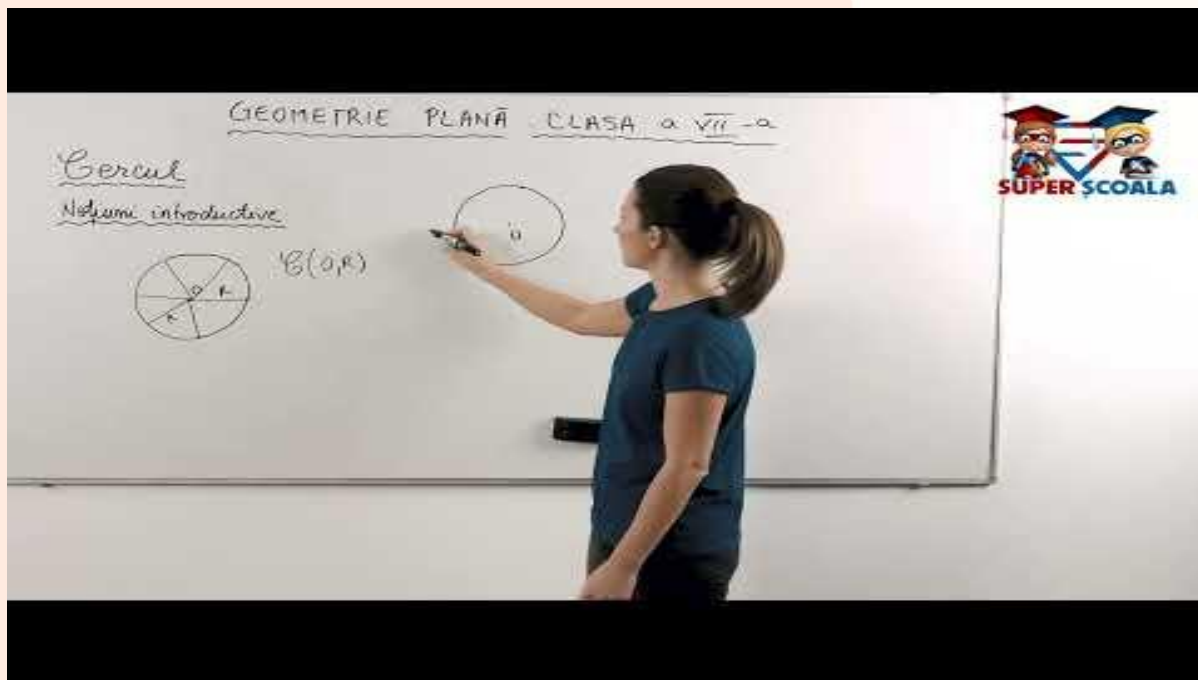 GEOMETRIE PLANĂ CLASA a VII-a
Cercul
Noțiuni introductive
O
R
R
C(O,R)
O
SUPER ȘCOALA